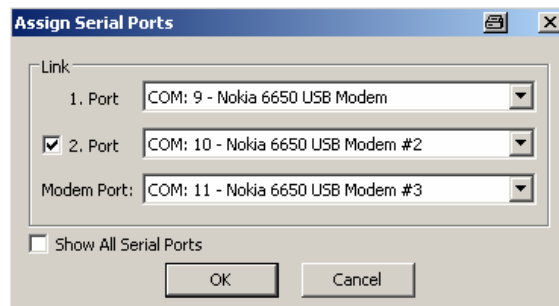 Assign Serial Ports
Link
1. Port COM: 9 - Nokia 6650 USB Modem
2. Port COM: 10 - Nokia 6650 USB Modem #2
Modem Port: COM: 11 - Nokia 6650 USB Modem #3
Show All Serial Ports
OK Cancel